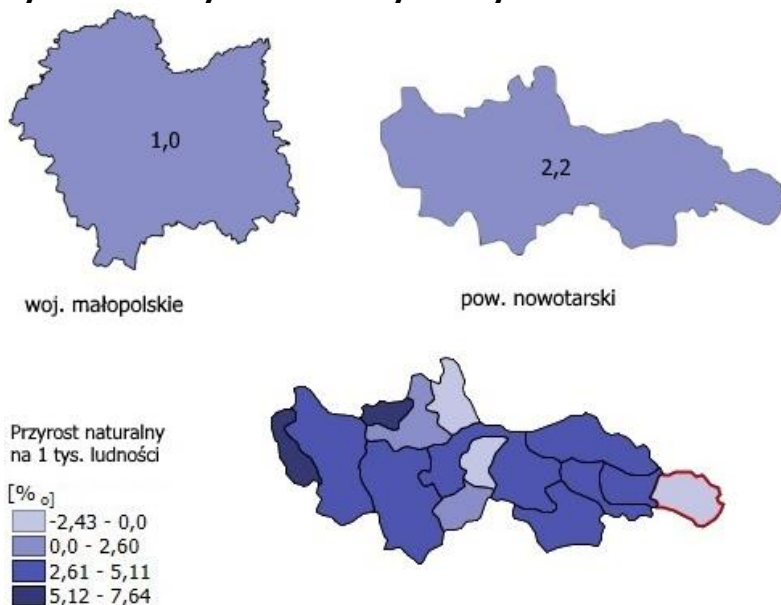 1,0
2,2
woj. małopolskie
pow. nowotarski
Przyrost naturalny
na 1 tys. ludności
[% o]
-2,43 - 0,0
0,0 - 2,60
2,61 - 5,11
5,12 - 7,64